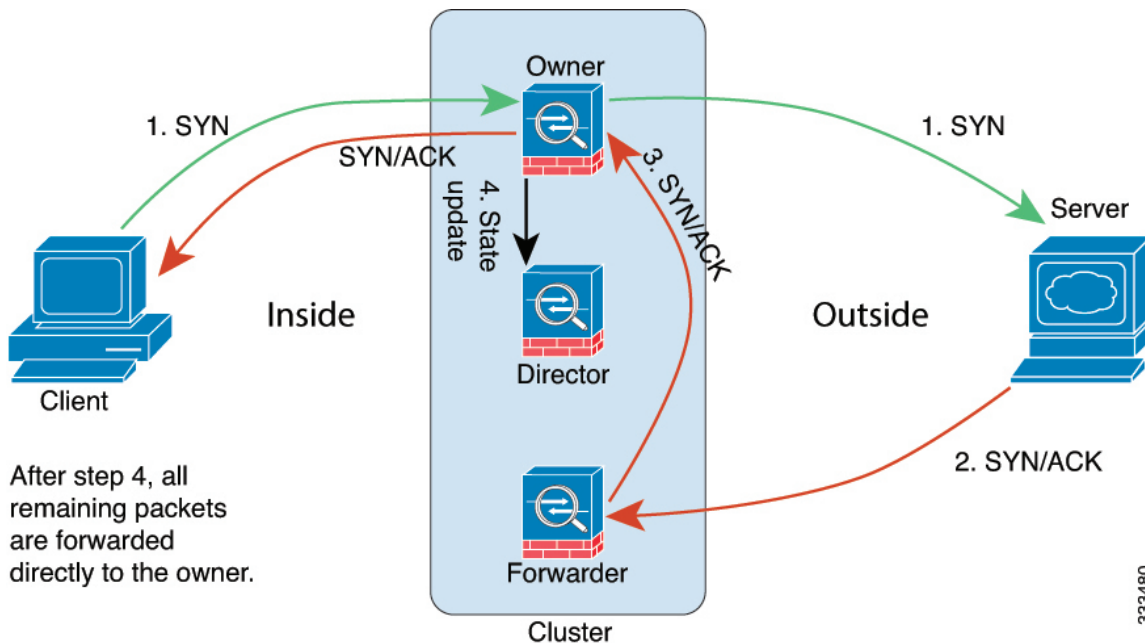 Owner
1. SYN
1. SYN
SYN/ACK
3. SYN/ACK
4. State
update
Server
Inside
Outside
Director
Client
2. SYN/ACK
After step 4, all
remaining packets
are forwarded
directly to the owner.
Forwarder
Cluster
333480